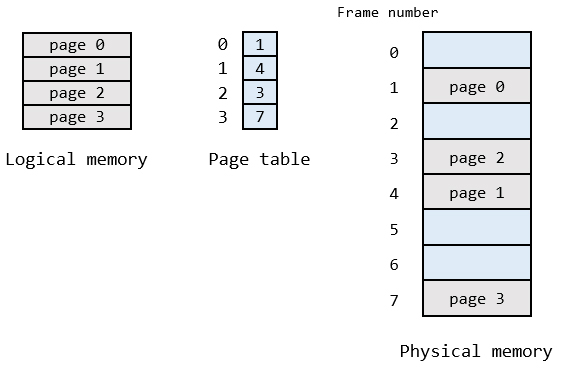 page 0
page 1
page 2
page 3
Logical memory
0 1
1 4
2 3
3 7
Page table
Frame number
0
1 page 0
2
3 page 2
4 page 1
5
6
7 page 3
Physical memory